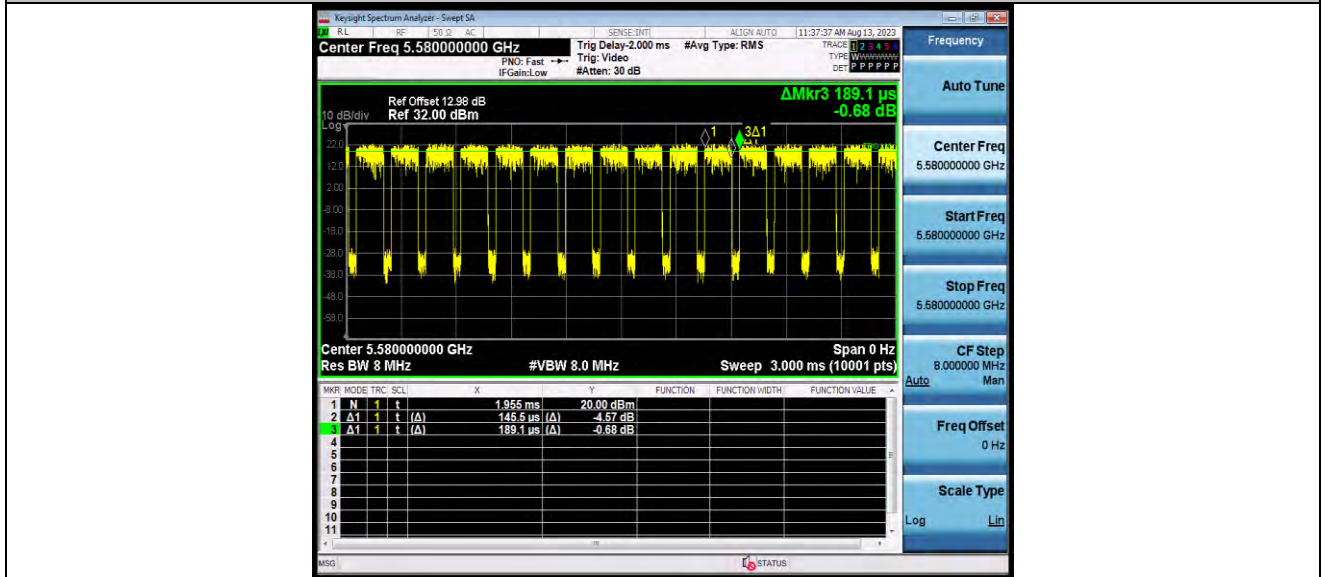 Keysight Spectrum Analyzer - Swept SA
RL RF 50 Ω AC SENSE:INT ALIGN AUTO 11:37:37 AM Aug 13, 2023
Center Freq 5.580000000 GHz
PNO: Fast
IFGain:Low
Trig Delay-2.000 ms
Trig: Video
#Atten: 30 dB
#Avg Type: RMS
TRACE 1 2 3 4 5 6
TYPE WWWWWW
DET P P P P P P
ΔMkr3 189.1 µs
-0.68 dB
Ref Offset 12.98 dB
10 dB/div Ref 32.00 dBm
Log
22.0
12.0
2.00
-8.00
-18.0
-28.0
-38.0
-48.0
-58.0
1
3Δ1
Center 5.580000000 GHz Span 0 Hz
Res BW 8 MHz #VBW 8.0 MHz Sweep 3.000 ms (10001 pts)
MKR MODE TRC SCL X Y FUNCTION FUNCTION WIDTH FUNCTION VALUE
1 N 1 t 1.955 ms 20.00 dBm
2 Δ1 1 t (Δ) 145.5 µs (Δ) -4.57 dB
3 Δ1 1 t (Δ) 189.1 µs (Δ) -0.68 dB
4
5
6
7
8
9
10
11
MSG STATUS
Frequency
Auto Tune
Center Freq
5.580000000 GHz
Start Freq
5.580000000 GHz
Stop Freq
5.580000000 GHz
CF Step
8.000000 MHz
Auto Man
Freq Offset
0 Hz
Scale Type
Log Lin